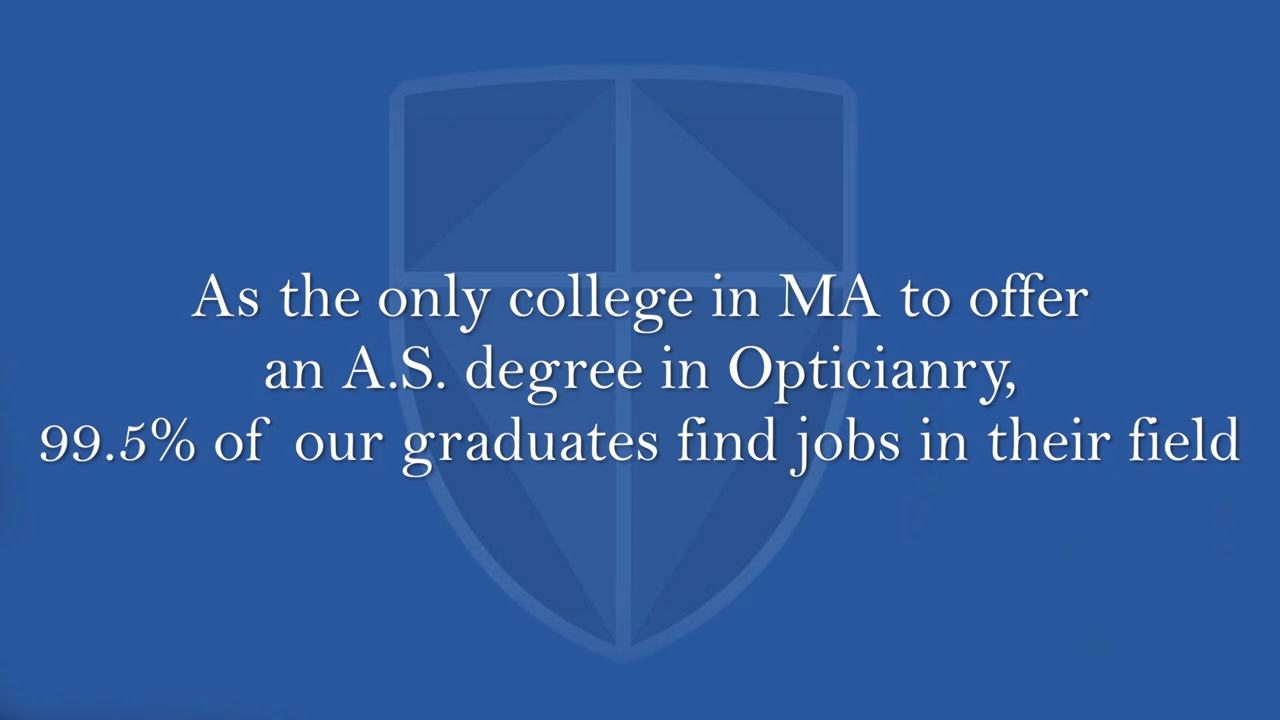 As the only college in MA to offer
an A.S. degree in Opticianry,
99.5% of our graduates find jobs in their field